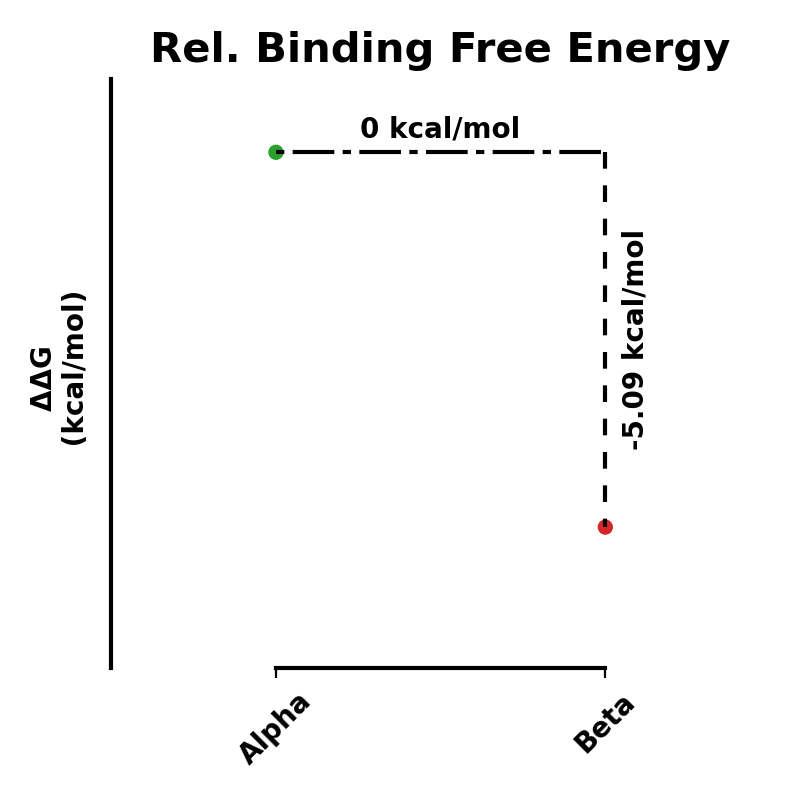 Rel. Binding Free Energy
0 kcal/mol
-5.09 kcal/mol
ΔΔG
(kcal/mol)
Alpha
Beta